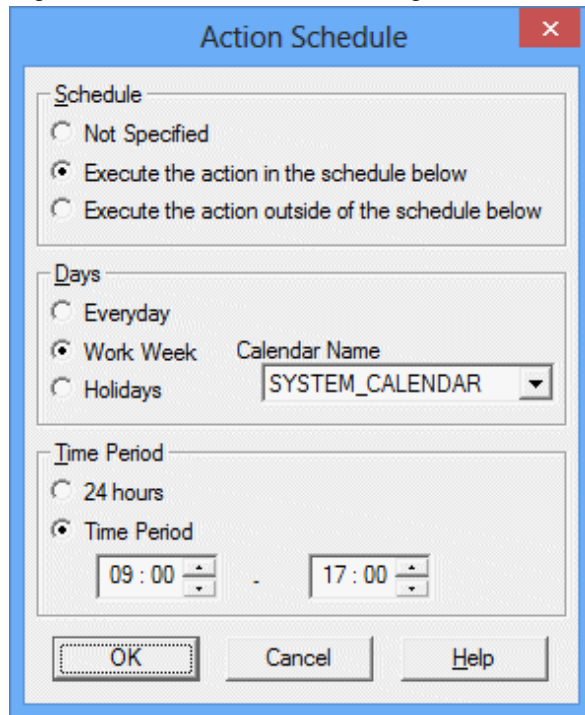 Action Schedule
Schedule
Not Specified
Execute the action in the schedule below
Execute the action outside of the schedule below
Days
Everyday
Work Week Calendar Name
Holidays SYSTEM_CALENDAR
Time Period
24 hours
Time Period
09 : 00 - 17 : 00
OK Cancel Help